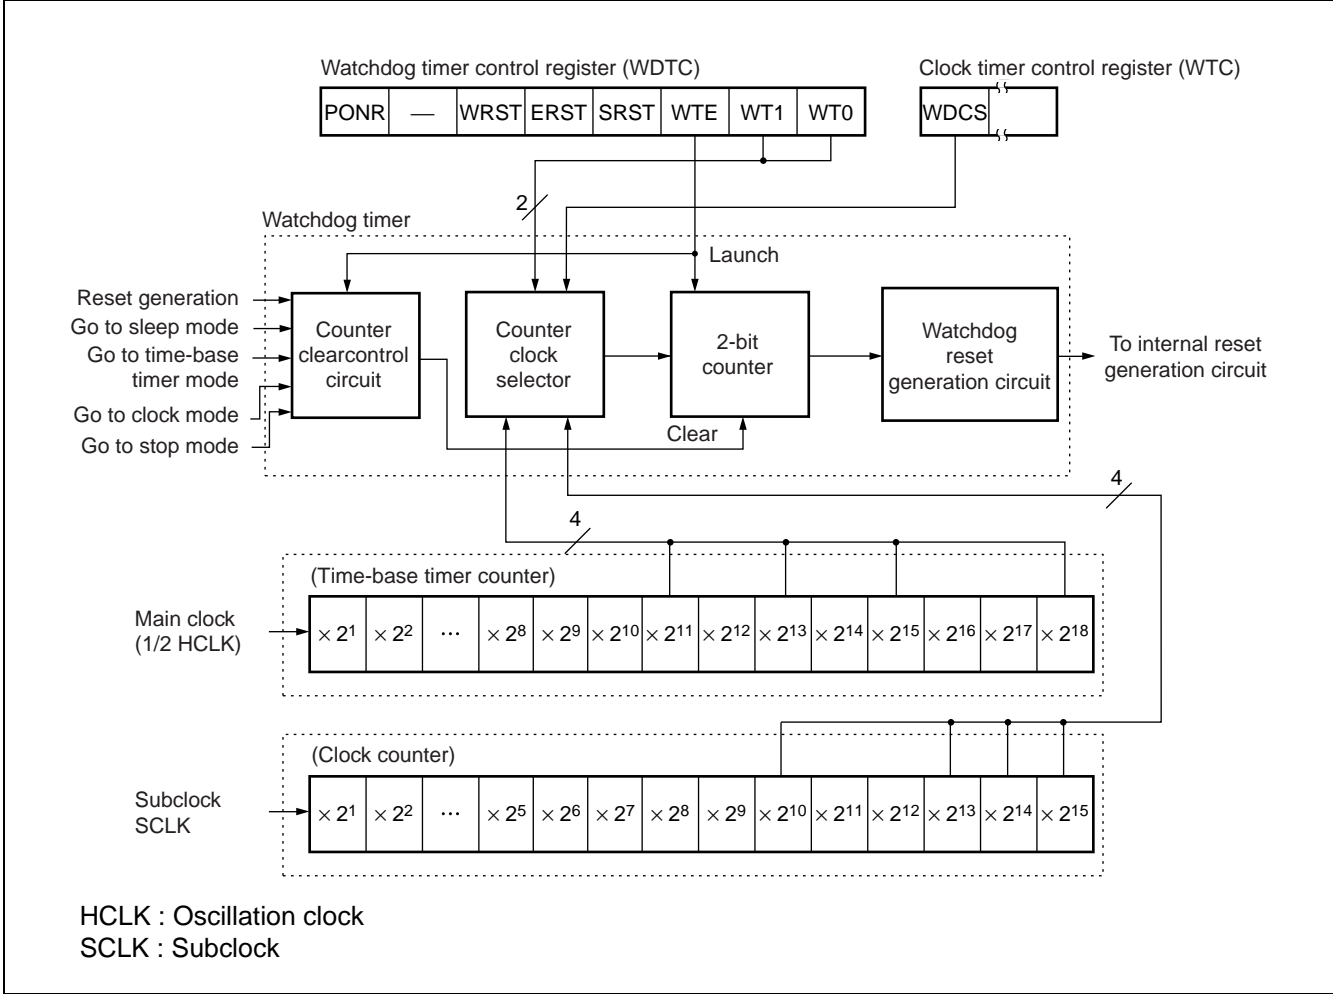 Watchdog timer control register (WDTC)
Clock timer control register (WTC)
PONR — WRST ERST SRST WTE WT1 WT0
WDCS
2
Watchdog timer
Launch
Reset generation
Go to sleep mode
Go to time-base
timer mode
Go to clock mode
Go to stop mode
Counter
clearcontrol
circuit
Counter
clock
selector
2-bit
counter
Watchdog
reset
generation circuit
To internal reset
generation circuit
Clear
4
4
(Time-base timer counter)
Main clock
(1/2 HCLK)
× 2¹ × 2² ··· × 2⁸ × 2⁹ × 2¹⁰ × 2¹¹ × 2¹² × 2¹³ × 2¹⁴ × 2¹⁵ × 2¹⁶ × 2¹⁷ × 2¹⁸
(Clock counter)
Subclock
SCLK
× 2¹ × 2² ··· × 2⁵ × 2⁶ × 2⁷ × 2⁸ × 2⁹ × 2¹⁰ × 2¹¹ × 2¹² × 2¹³ × 2¹⁴ × 2¹⁵
HCLK : Oscillation clock
SCLK : Subclock